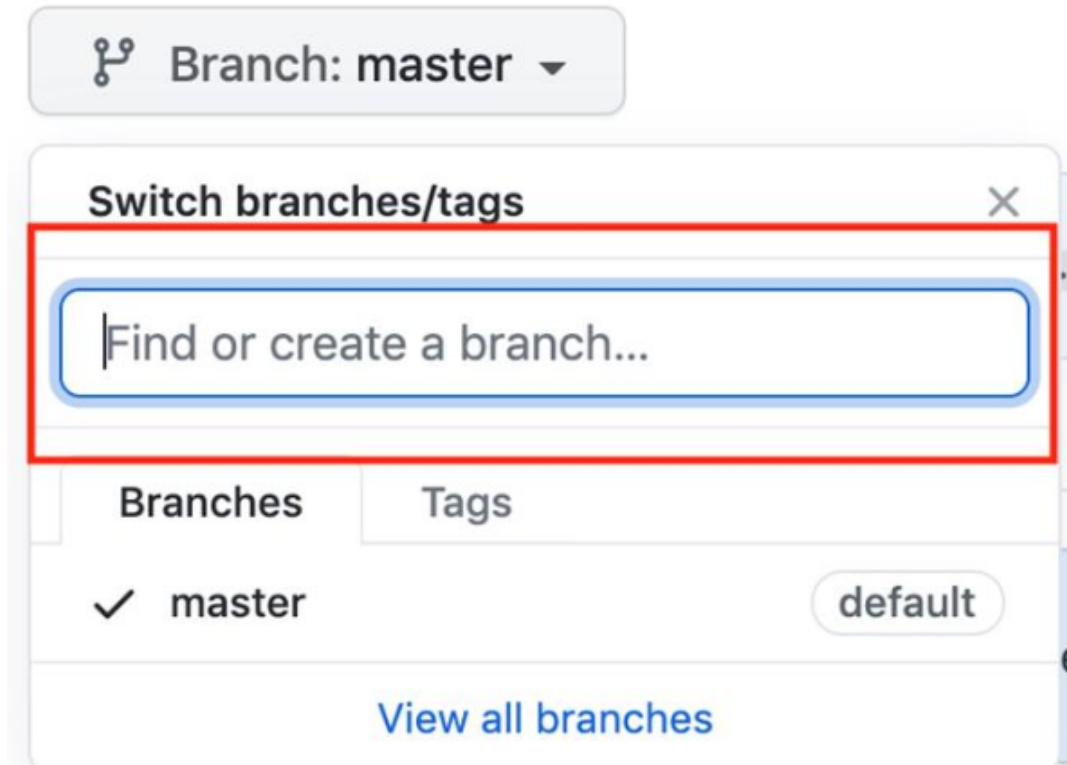 Branch: master
Switch branches/tags
Find or create a branch...
Branches Tags
master default
View all branches